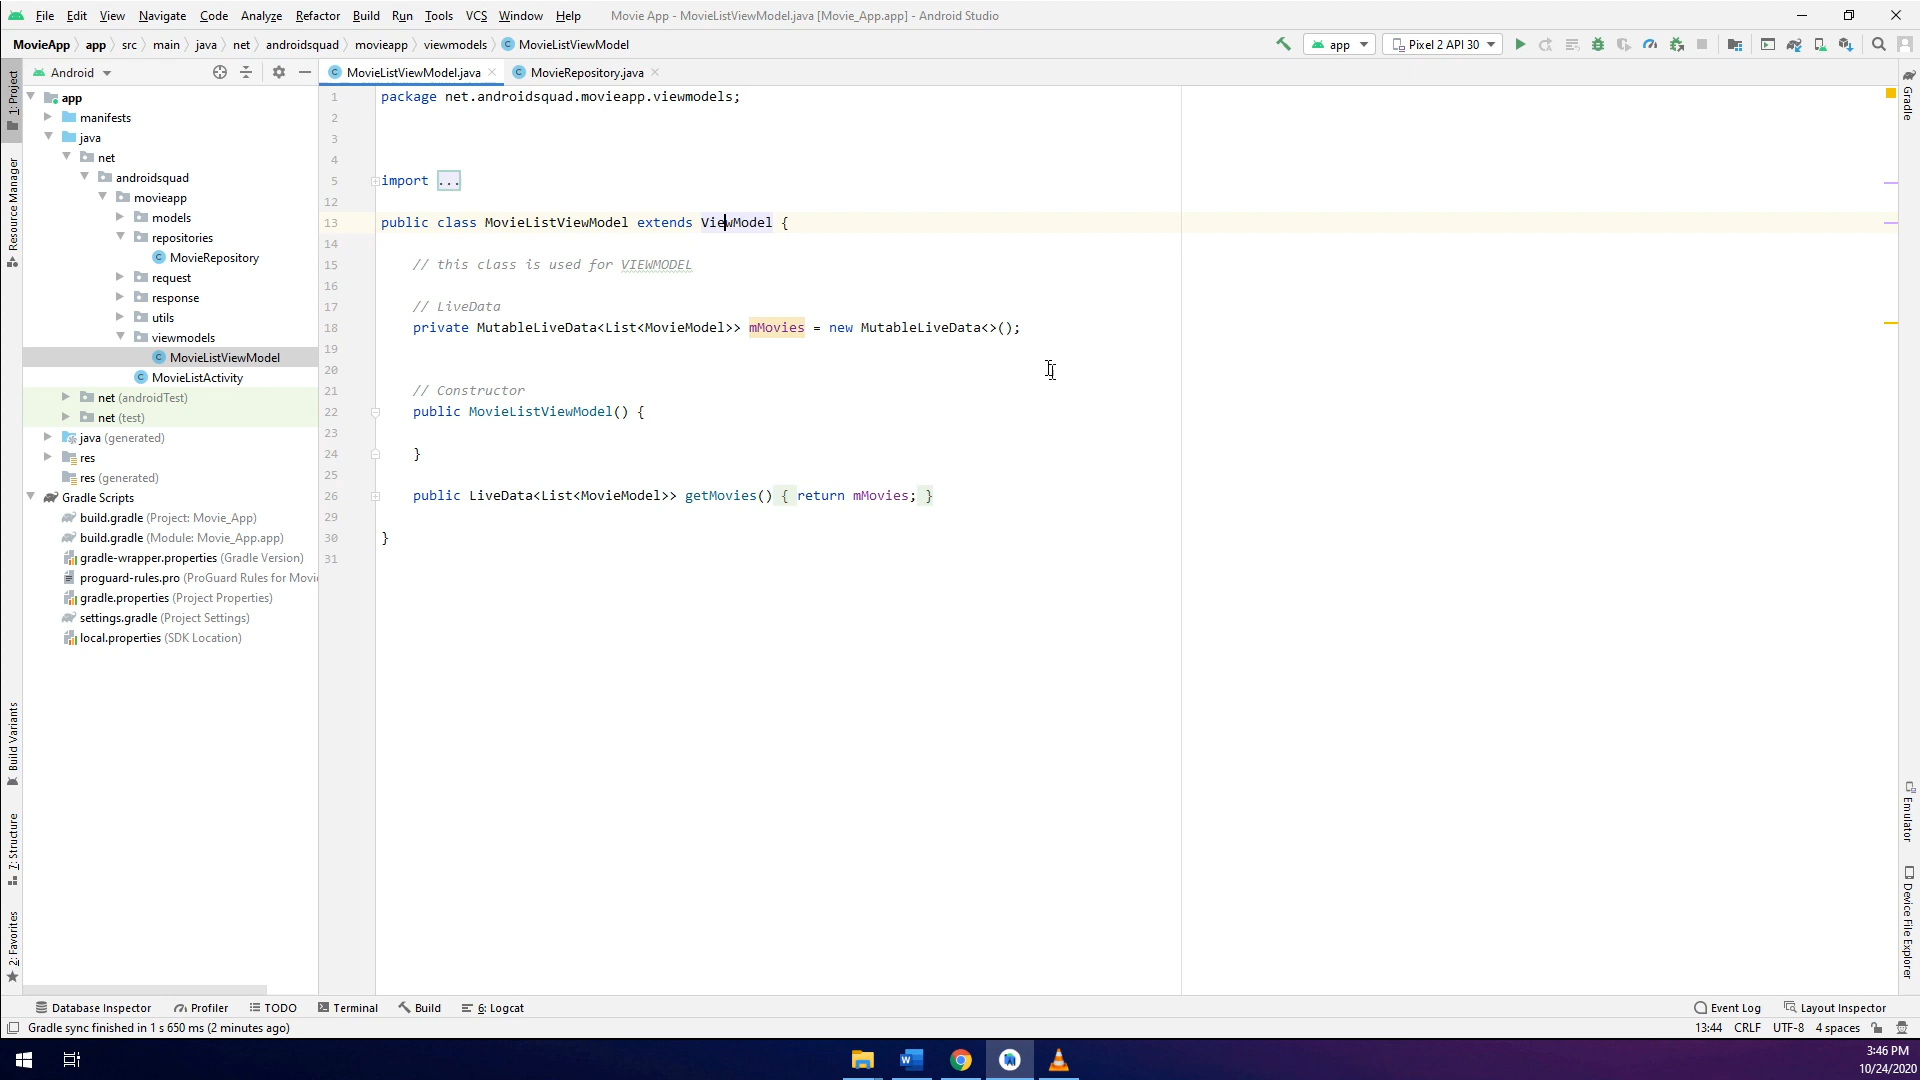 File Edit View Navigate Code Analyze Refactor Build Run Tools VCS Window Help Movie App - MovieListViewModel.java [Movie_App.app] - Android Studio
MovieApp app src main java net androidsquad movieapp viewmodels MovieListViewModel app Pixel 2 API 30
Android MovieListViewModel.java MovieRepository.java
1: Project
Resource Manager
Build Variants
7: Structure
2: Favorites
app
manifests
java
net
androidsquad
movieapp
models
repositories
MovieRepository
request
response
utils
viewmodels
MovieListViewModel
MovieListActivity
net (androidTest)
net (test)
java (generated)
res
res (generated)
Gradle Scripts
build.gradle (Project: Movie_App)
build.gradle (Module: Movie_App.app)
gradle-wrapper.properties (Gradle Version)
proguard-rules.pro (ProGuard Rules for Movi
gradle.properties (Project Properties)
settings.gradle (Project Settings)
local.properties (SDK Location)
1 package net.androidsquad.movieapp.viewmodels;
2
3
4
5 import ...
12
13 public class MovieListViewModel extends ViewModel {
14
15 // this class is used for VIEWMODEL
16
17 // LiveData
18 private MutableLiveData<List<MovieModel>> mMovies = new MutableLiveData<>();
19
20
21 // Constructor
22 public MovieListViewModel() {
23
24 }
25
26 public LiveData<List<MovieModel>> getMovies() { return mMovies; }
29
30 }
31
Gradle
Emulator
Device File Explorer
Database Inspector Profiler TODO Terminal Build 6: Logcat Event Log Layout Inspector
Gradle sync finished in 1 s 650 ms (2 minutes ago) 13:44 CRLF UTF-8 4 spaces
3:46 PM
10/24/2020